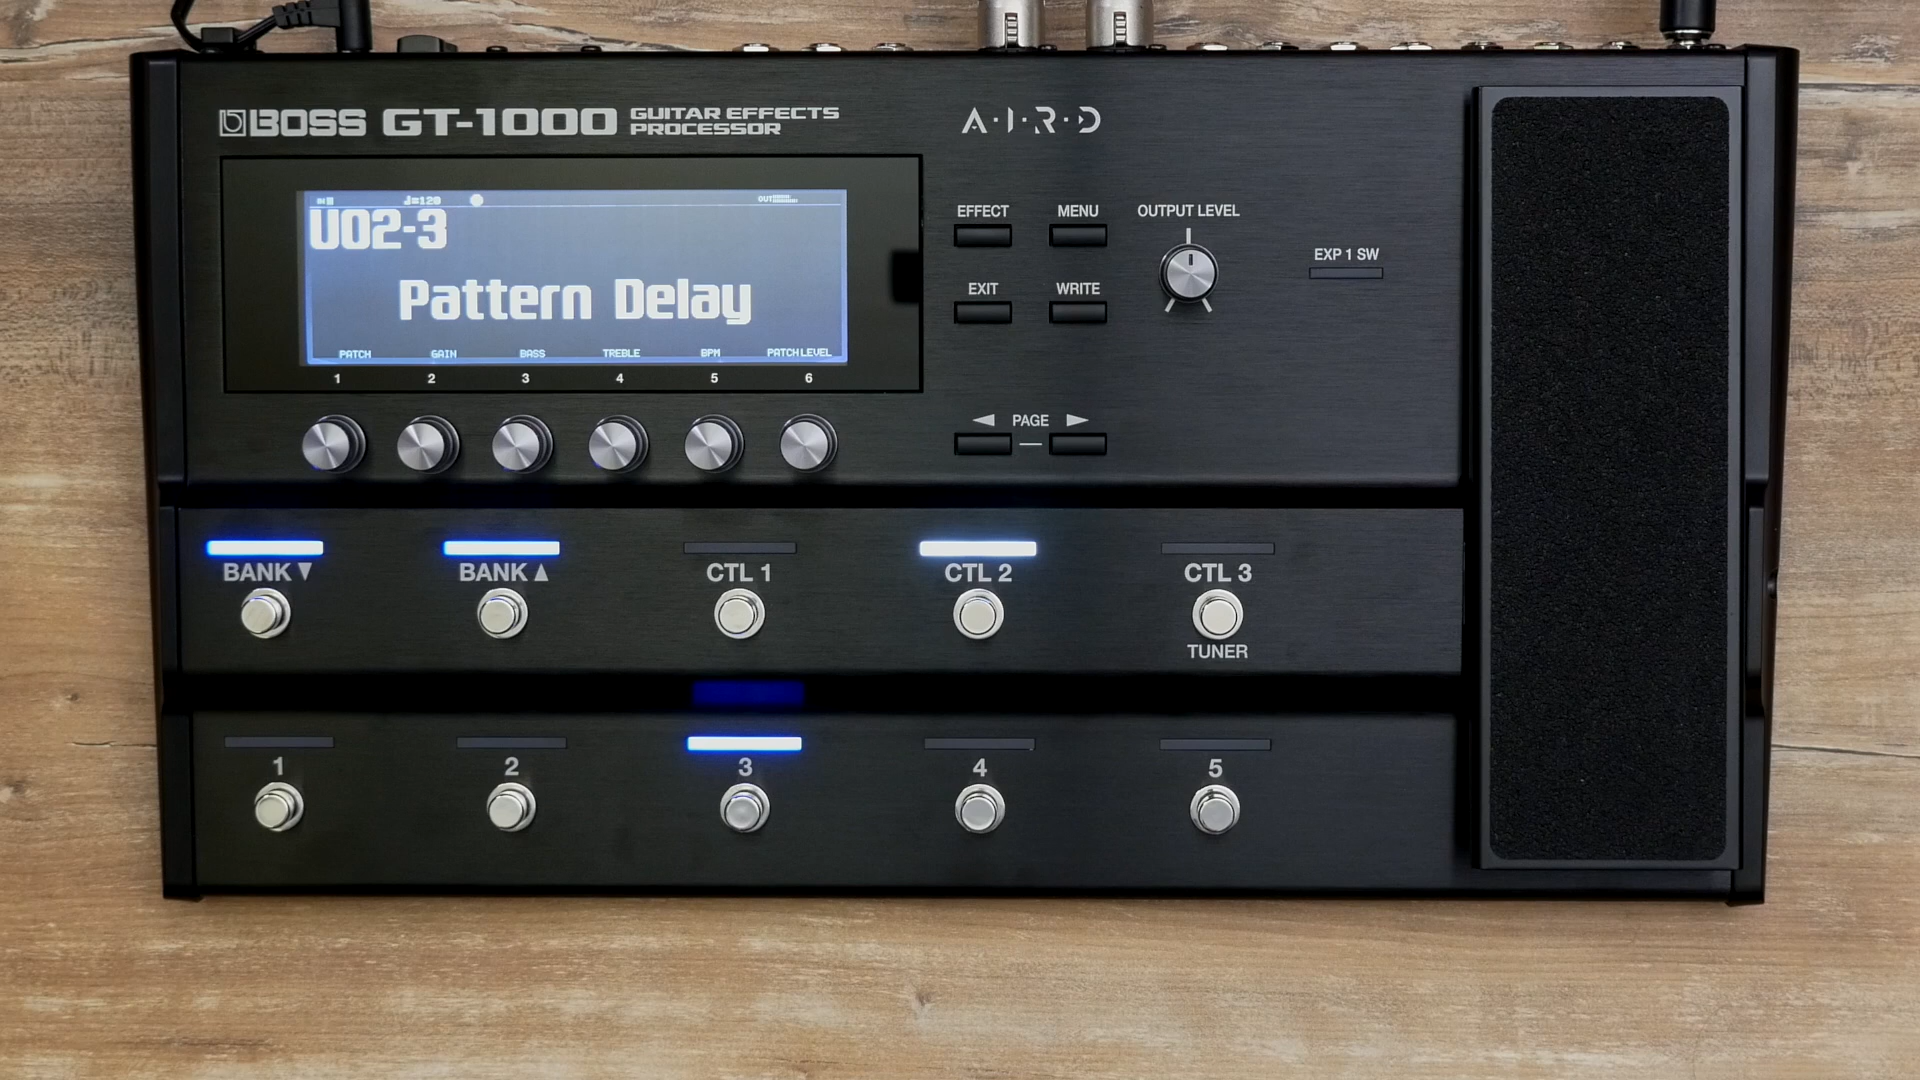 BOSS GT-1000 GUITAR EFFECTS
PROCESSOR
A·I·R·D
IN
♩=120
OUT
U02-3
Pattern Delay
PATCH GAIN BASS TREBLE BPM PATCH LEVEL
1 2 3 4 5 6
EFFECT MENU OUTPUT LEVEL
EXP 1 SW
EXIT WRITE
◀ PAGE ▶
BANK ▼ BANK ▲ CTL 1 CTL 2 CTL 3
TUNER
1 2 3 4 5